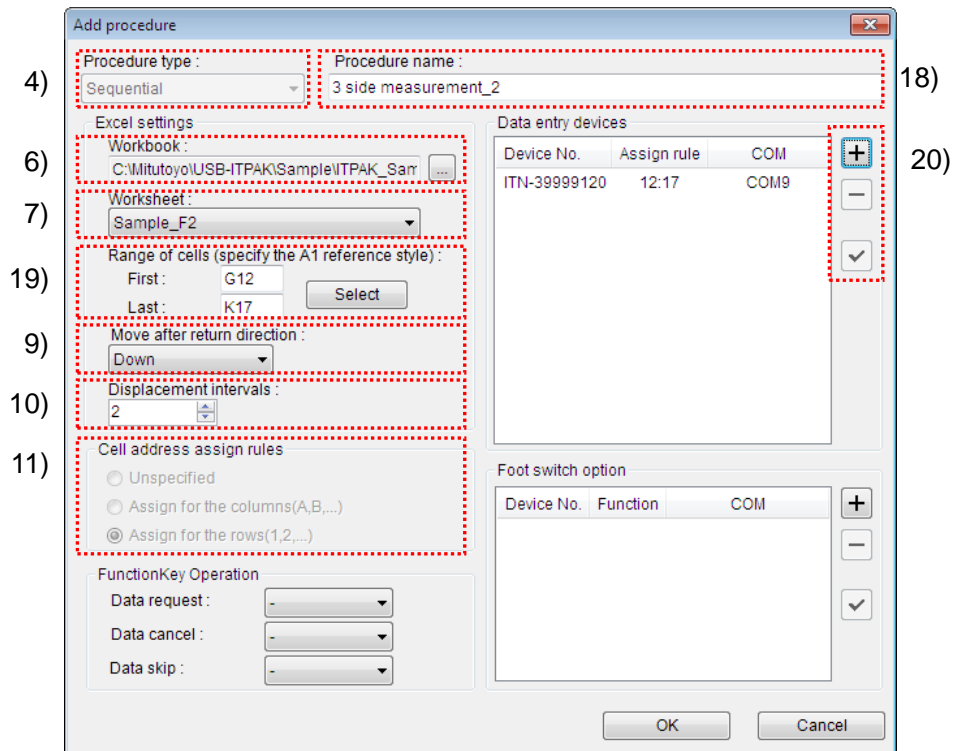 Add procedure
4)
Procedure type :
Sequential
Procedure name :
3 side measurement_2
18)
Excel settings
6)
Workbook :
C:\Mitutoyo\USB-ITPAK\Sample\ITPAK_Sam
...
7)
Worksheet :
Sample_F2
19)
Range of cells (specify the A1 reference style) :
First : G12
Last : K17
Select
9)
Move after return direction :
Down
10)
Displacement intervals :
2
11)
Cell address assign rules
Unspecified
Assign for the columns(A,B,...)
Assign for the rows(1,2,...)
FunctionKey Operation
Data request : -
Data cancel : -
Data skip : -
Data entry devices
Device No. Assign rule COM
ITN-39999120 12:17 COM9
20)
Foot switch option
Device No. Function COM
OK
Cancel